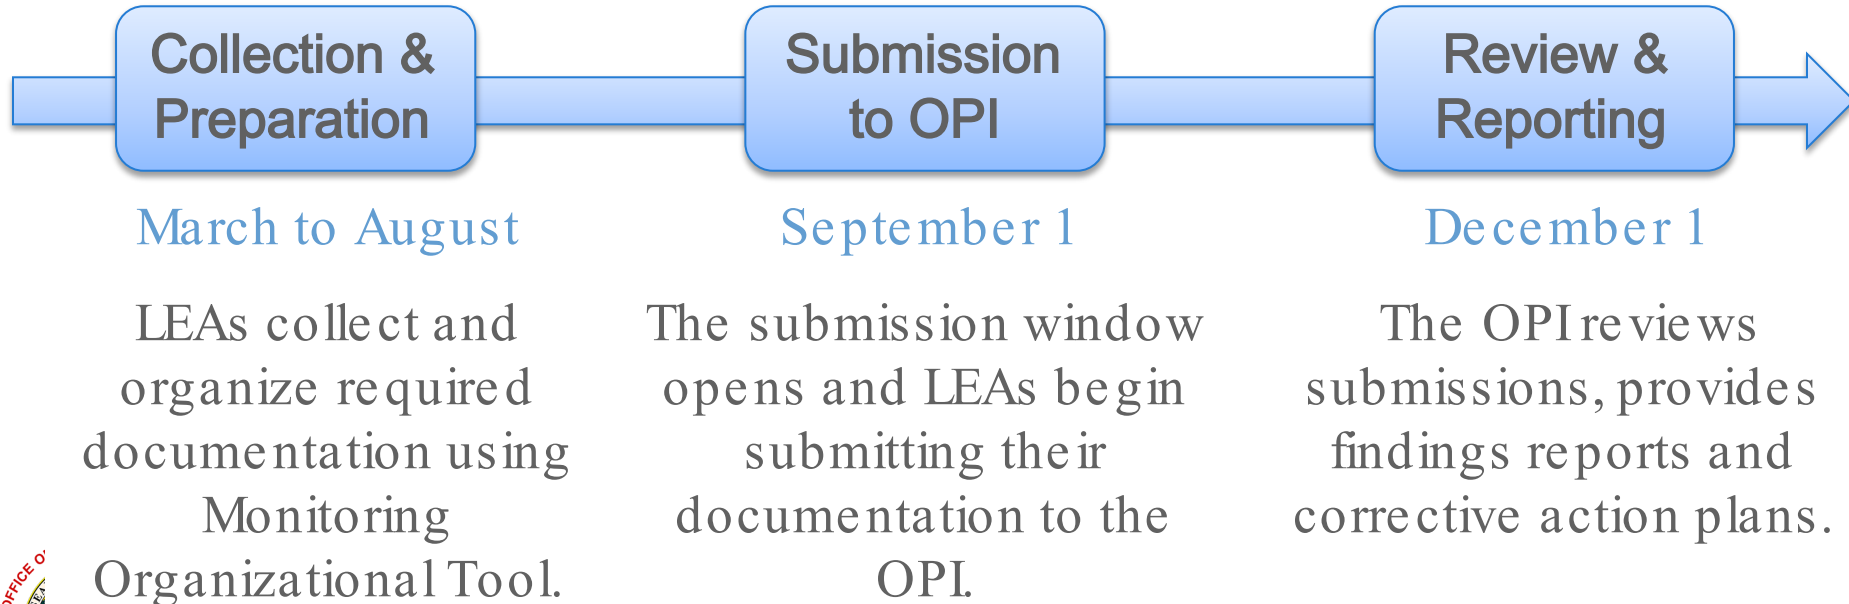 Collection &
Preparation
March to August
LEAs collect and
organize required
documentation using
Monitoring
Organizational Tool.
Submission
to OPI
September 1
The submission window
opens and LEAs begin
submitting their
documentation to the
OPI.
Review &
Reporting
December 1
The OPI reviews
submissions, provides
findings reports and
corrective action plans.
OFFICE O